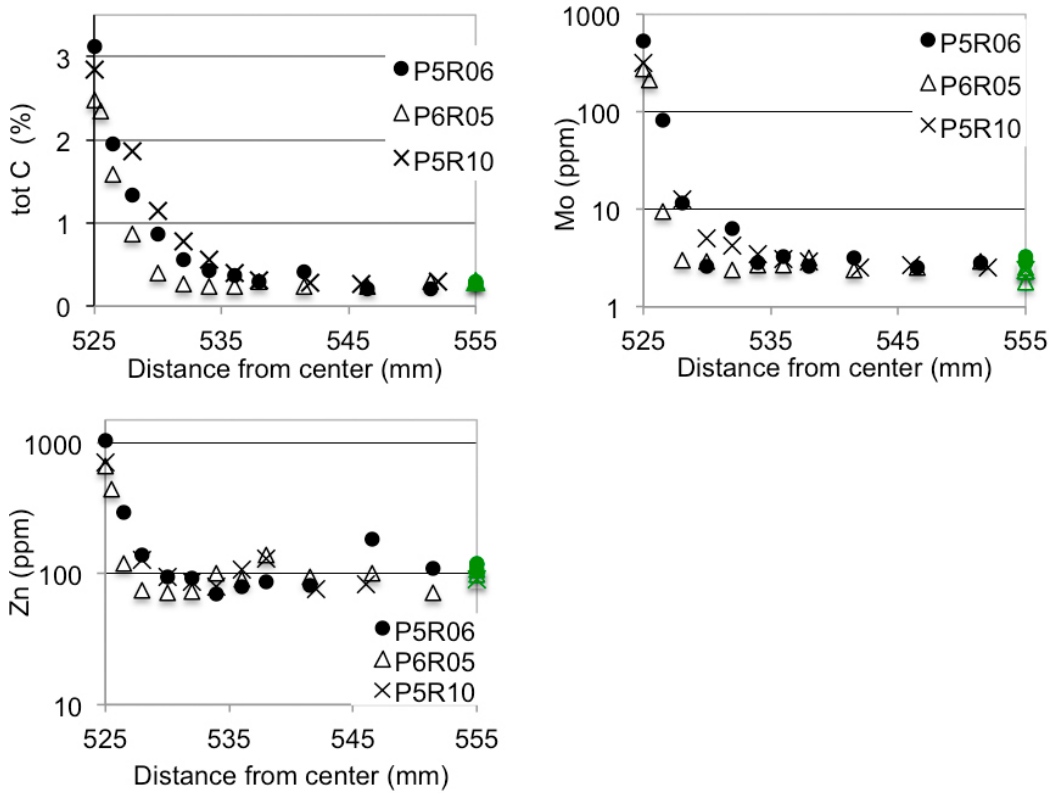 tot C (%)
3
2
1
0
525
535
545
555
Distance from center (mm)
P5R06
P6R05
P5R10
Mo (ppm)
1000
100
10
1
525
535
545
555
Distance from center (mm)
P5R06
P6R05
P5R10
Zn (ppm)
1000
100
10
525
535
545
555
Distance from center (mm)
P5R06
P6R05
P5R10